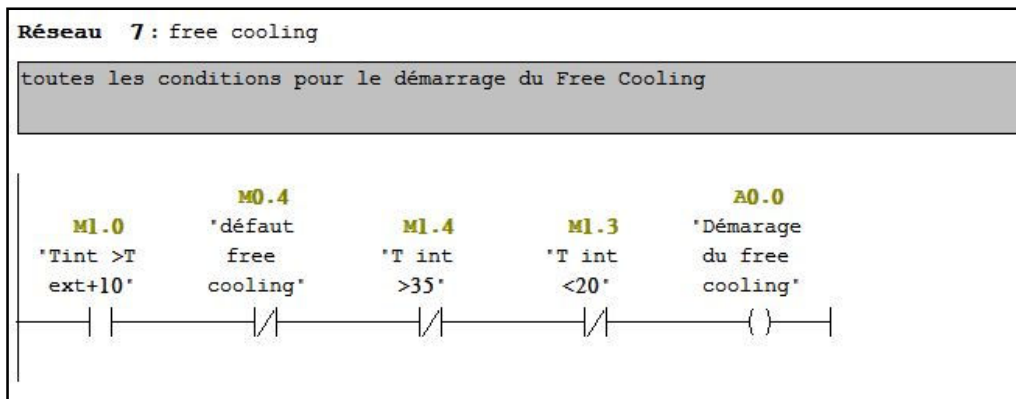 Réseau 7 : free cooling
toutes les conditions pour le démarrage du Free Cooling
M1.0
"Tint >T
ext+10"
M0.4
"défaut
free
cooling"
M1.4
"T int
>35"
M1.3
"T int
<20"
A0.0
"Démarage
du free
cooling"